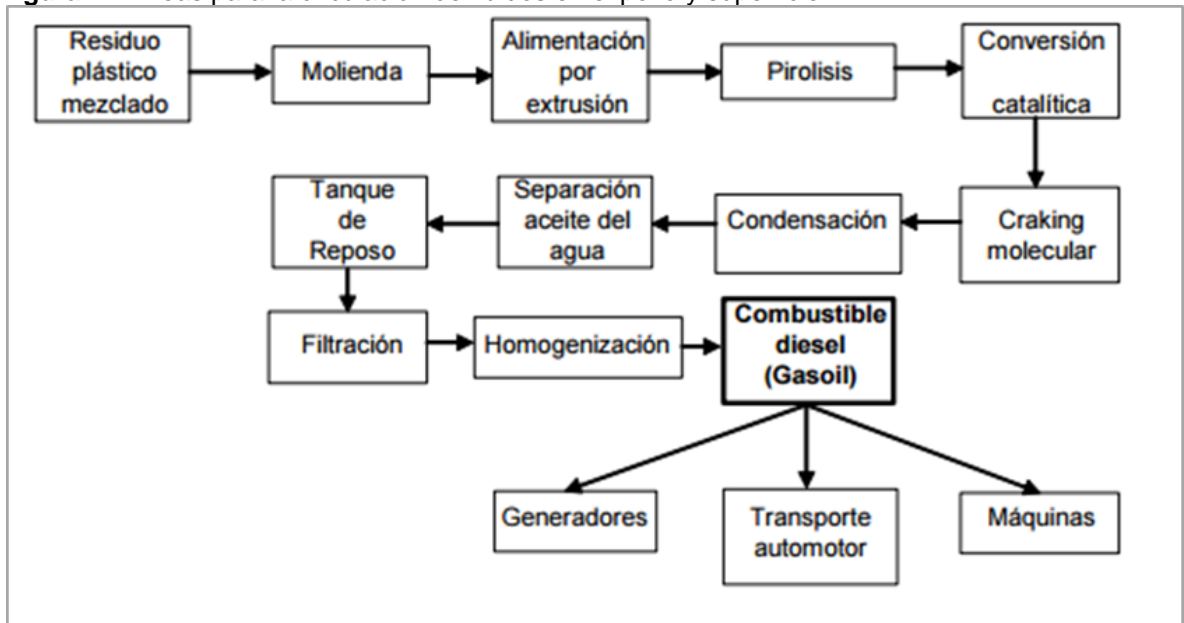 Residuo
plástico
mezclado
Molienda
Alimentación
por
extrusión
Pirolisis
Conversión
catalítica
Craking
molecular
Condensación
Separación
aceite del
agua
Tanque
de
Reposo
Filtración
Homogenización
Combustible
diesel
(Gasoil)
Generadores
Transporte
automotor
Máquinas